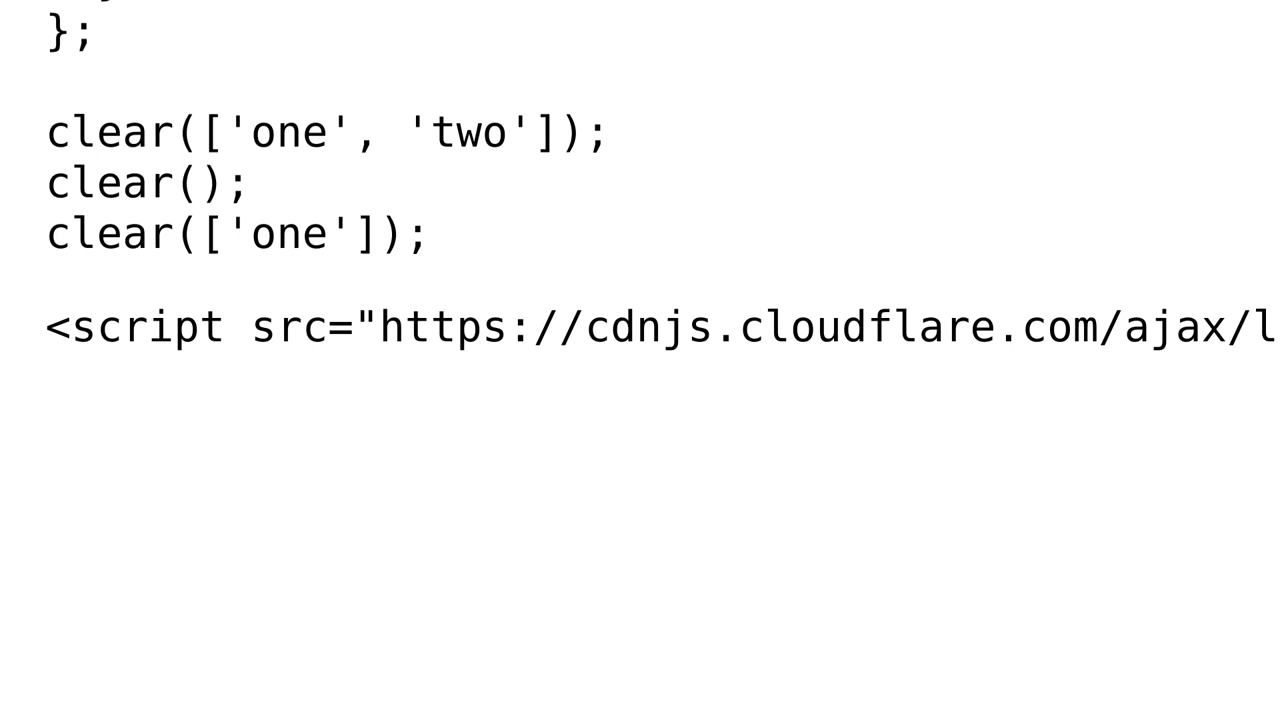 };
clear(['one', 'two']);
clear();
clear(['one']);
<script src="https://cdnjs.cloudflare.com/ajax/l